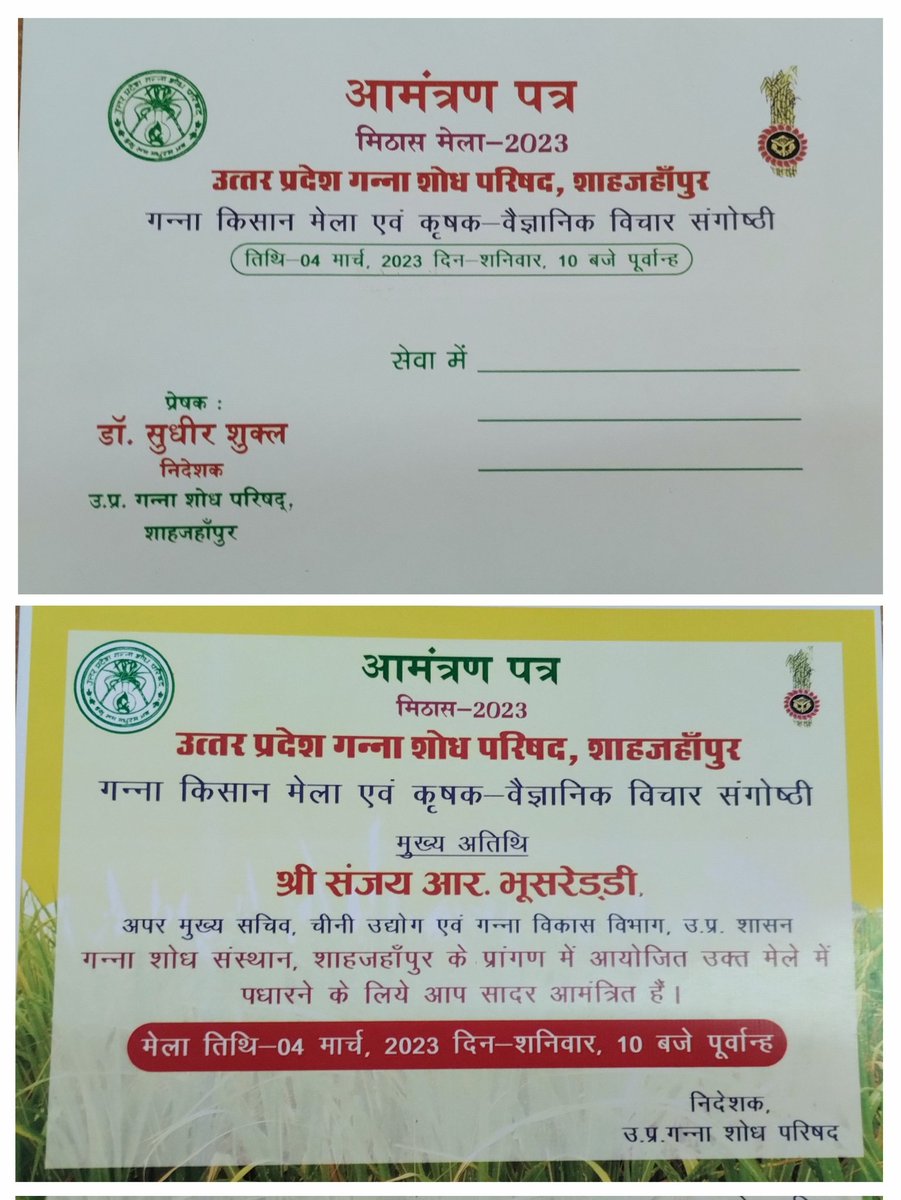 आमंत्रण पत्र
मिठास मेला-2023
उत्तर प्रदेश गन्ना शोध परिषद, शाहजहाँपुर
गन्ना किसान मेला एवं कृषक-वैज्ञानिक विचार संगोष्ठी
तिथि-04 मार्च, 2023 दिन-शनिवार, 10 बजे पूर्वान्ह
सेवा में
प्रेषक :
डॉ. सुधीर शुक्ल
निदेशक
उ.प्र. गन्ना शोध परिषद्,
शाहजहाँपुर
आमंत्रण पत्र
मिठास-2023
उत्तर प्रदेश गन्ना शोध परिषद, शाहजहाँपुर
गन्ना किसान मेला एवं कृषक-वैज्ञानिक विचार संगोष्ठी
मुख्य अतिथि
श्री संजय आर. भूसरेड्डी,
अपर मुख्य सचिव, चीनी उद्योग एवं गन्ना विकास विभाग, उ.प्र. शासन
गन्ना शोध संस्थान, शाहजहाँपुर के प्रांगण में आयोजित उक्त मेले में
पधारने के लिये आप सादर आमंत्रित हैं।
मेला तिथि-04 मार्च, 2023 दिन-शनिवार, 10 बजे पूर्वान्ह
निदेशक,
उ.प्र.गन्ना शोध परिषद